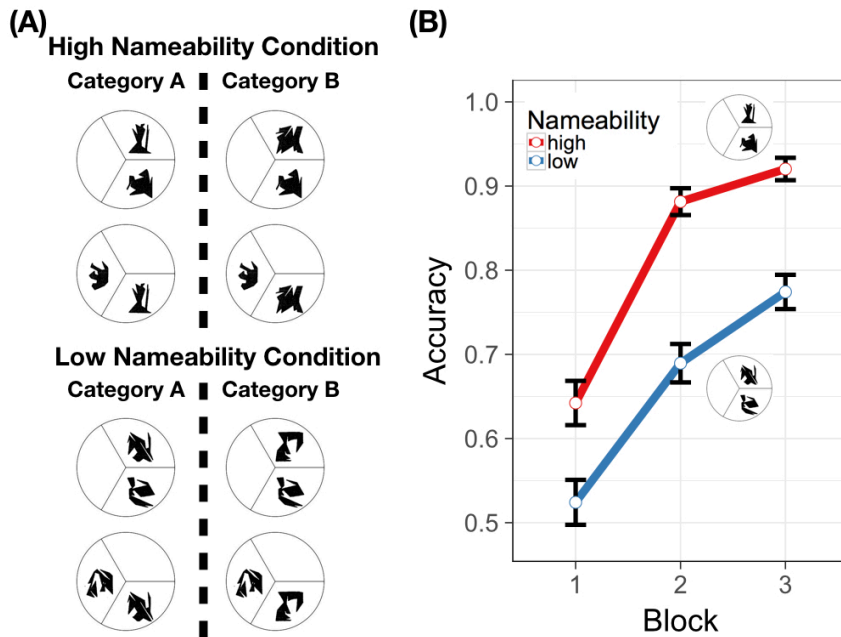 (A)
High Nameability Condition
Category A Category B
Low Nameability Condition
Category A Category B
(B)
Accuracy
1.0
0.9
0.8
0.7
0.6
0.5
Nameability
high
low
1 2 3
Block